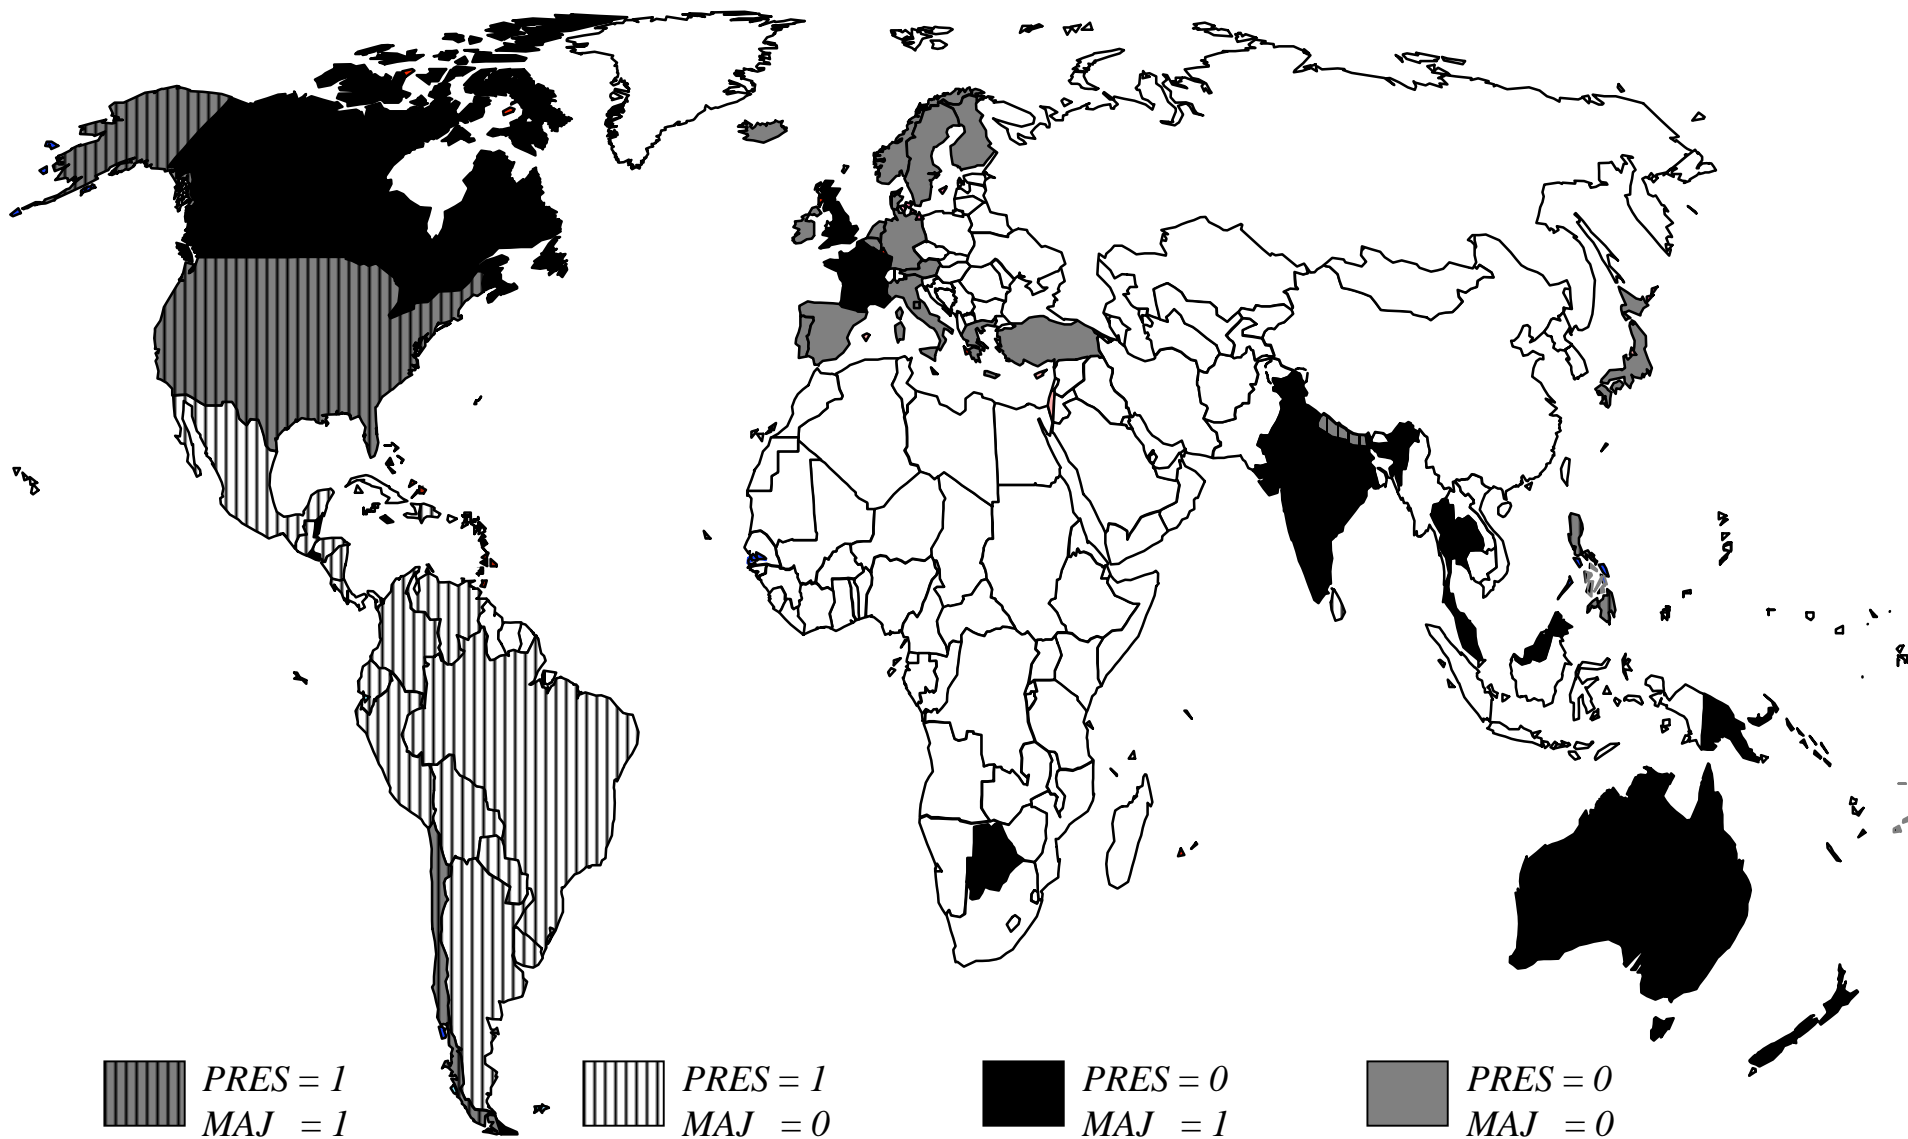 PRES = 1 PRES = 1 PRES = 0 PRES = 0
MAJ = 1 MAJ = 0 MAJ = 1 MAJ = 0